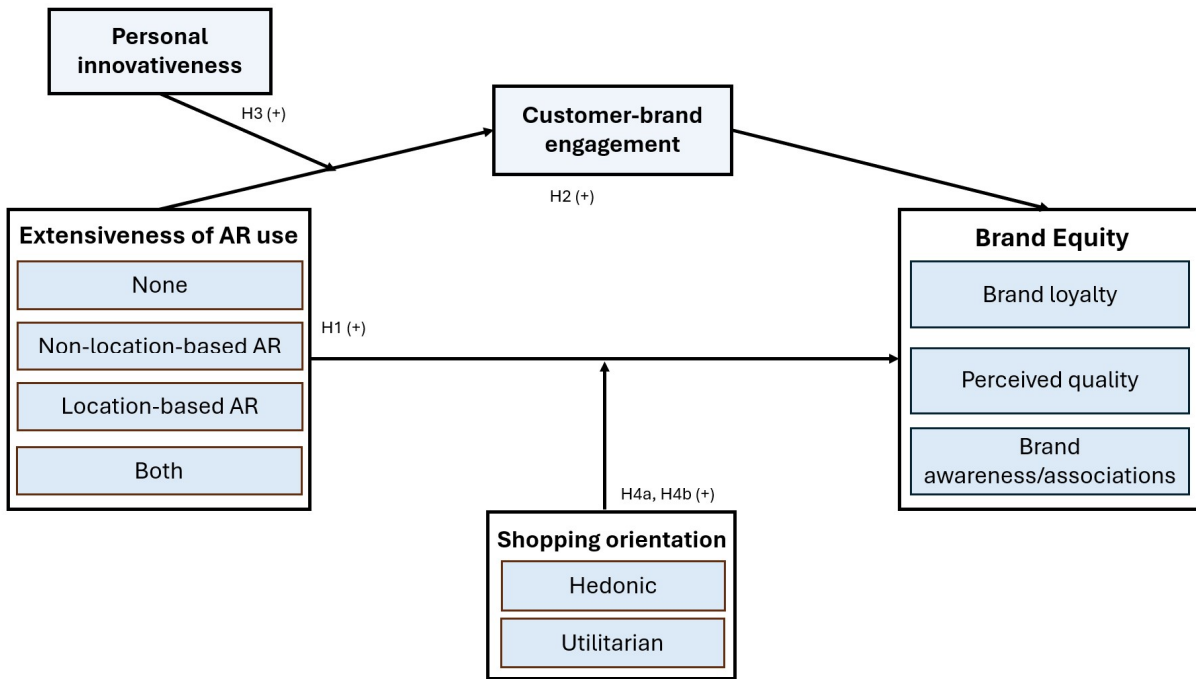 Personal
innovativeness
H3 (+)
Customer-brand
engagement
H2 (+)
Extensiveness of AR use
None
Non-location-based AR
Location-based AR
Both
H1 (+)
Brand Equity
Brand loyalty
Perceived quality
Brand
awareness/associations
H4a, H4b (+)
Shopping orientation
Hedonic
Utilitarian